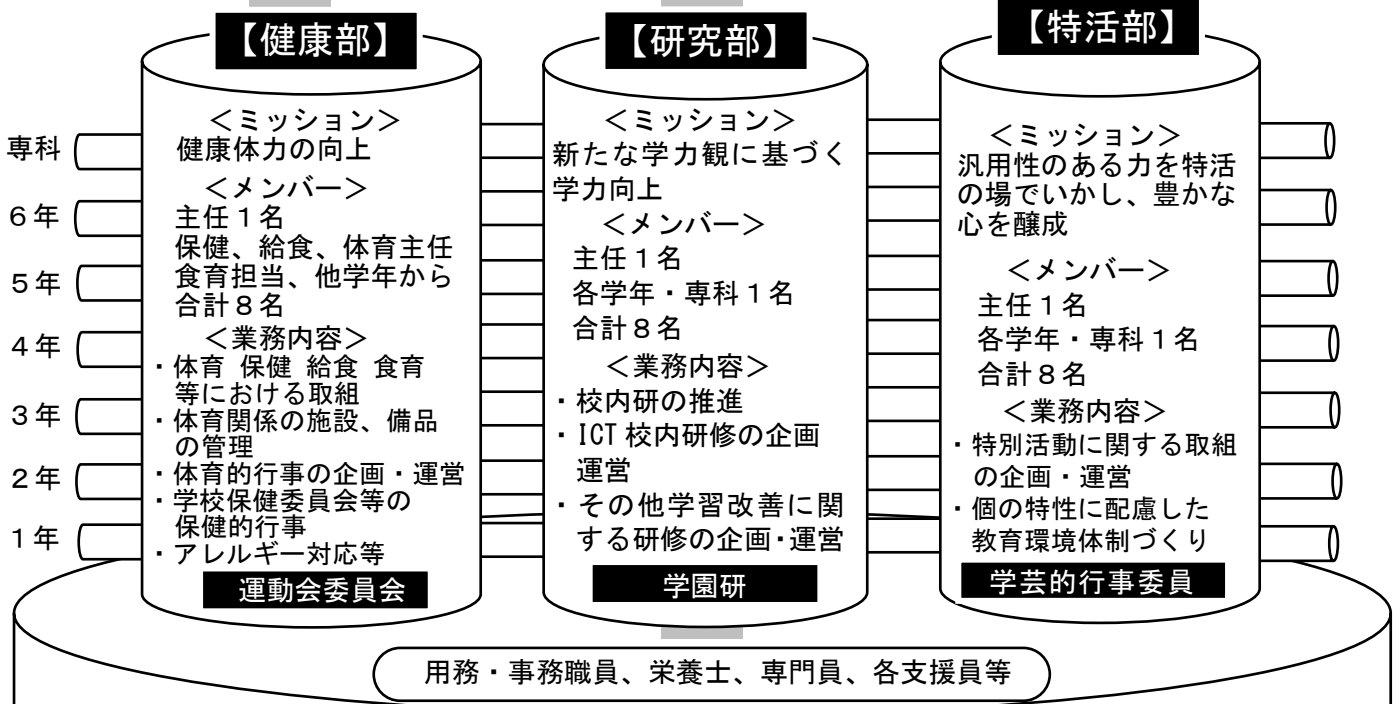 【健康部】
＜ミッション＞
健康体力の向上
＜メンバー＞
主任１名
保健、給食、体育主任
食育担当、他学年から
合計８名
＜業務内容＞
・体育 保健 給食 食育
等における取組
・体育関係の施設、備品
の管理
・体育的行事の企画・運営
・学校保健委員会等の
保健的行事
・アレルギー対応等
運動会委員会
【研究部】
＜ミッション＞
新たな学力観に基づく
学力向上
＜メンバー＞
主任１名
各学年・専科１名
合計８名
＜業務内容＞
・校内研の推進
・ICT 校内研修の企画
運営
・その他学習改善に関
する研修の企画・運営
学園研
【特活部】
＜ミッション＞
汎用性のある力を特活
の場でいかし、豊かな
心を醸成
＜メンバー＞
主任１名
各学年・専科１名
合計８名
＜業務内容＞
・特別活動に関する取組
の企画・運営
・個の特性に配慮した
教育環境体制づくり
学芸的行事委員
専科
６年
５年
４年
３年
２年
１年
用務・事務職員、栄養士、専門員、各支援員等